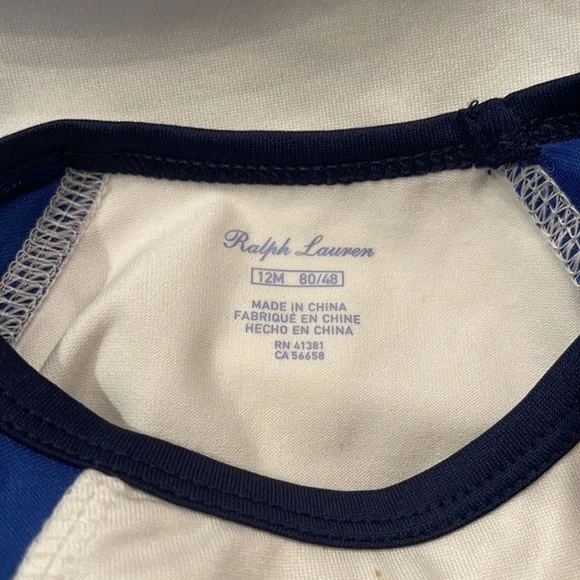 Ralph Lauren
12M 80/48
MADE IN CHINA
FABRIQUÉ EN CHINE
HECHO EN CHINA
RN 41381
CA 56658